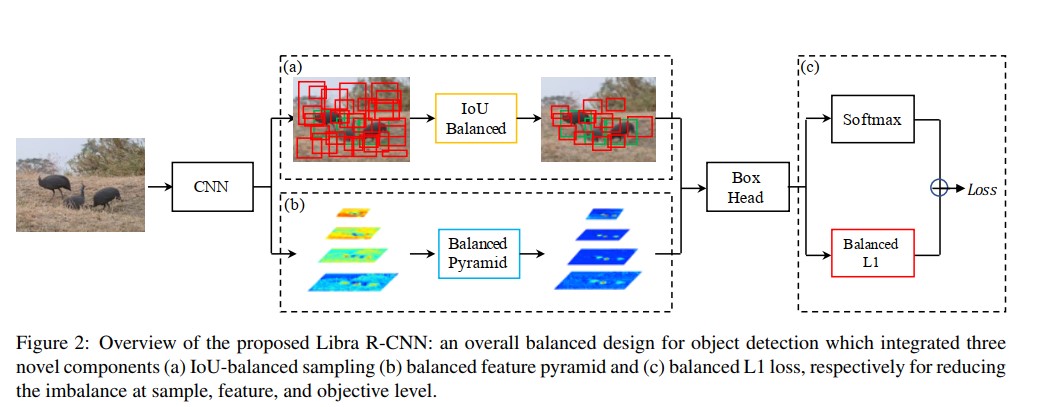 (a)
IoU
Balanced
CNN
(b)
Balanced
Pyramid
Box
Head
(c)
Softmax
Balanced
L1
Loss
Figure 2: Overview of the proposed Libra R-CNN: an overall balanced design for object detection which integrated three
novel components (a) IoU-balanced sampling (b) balanced feature pyramid and (c) balanced L1 loss, respectively for reducing
the imbalance at sample, feature, and objective level.